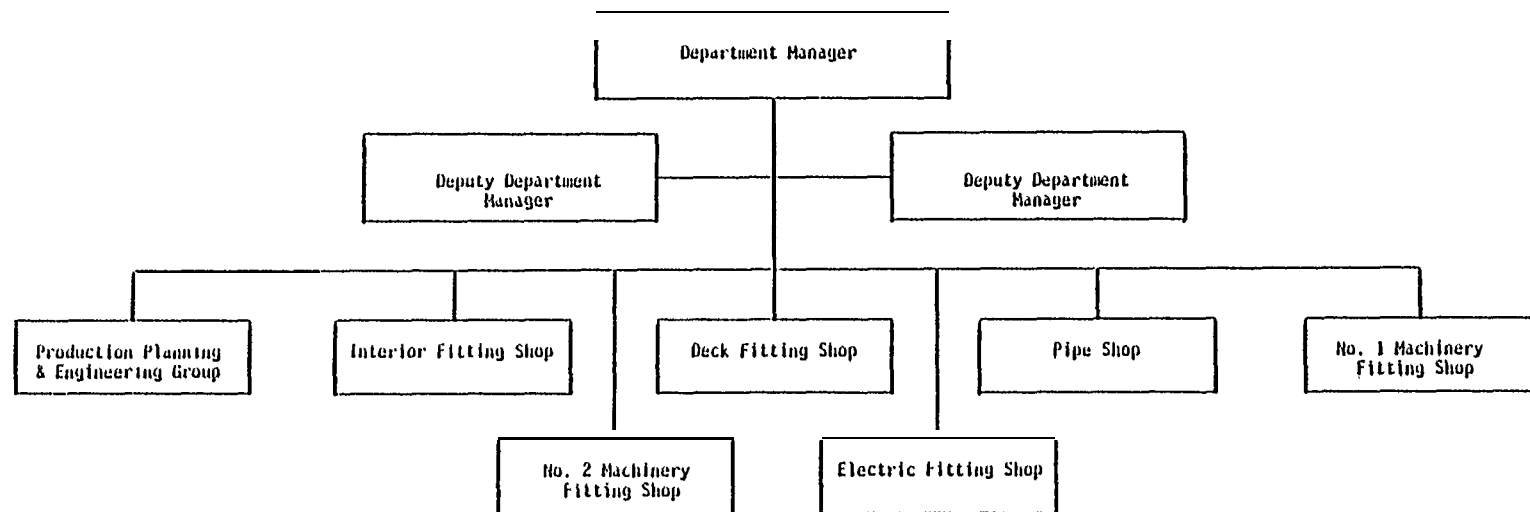 Department Manager
Deputy Department
Manager
Deputy Department
Manager
Production Planning
& Engineering Group
Interior Fitting Shop
Deck Fitting Shop
Pipe Shop
No. 1 Machinery
Fitting Shop
No. 2 Machinery
Fitting Shop
Electric Fitting Shop